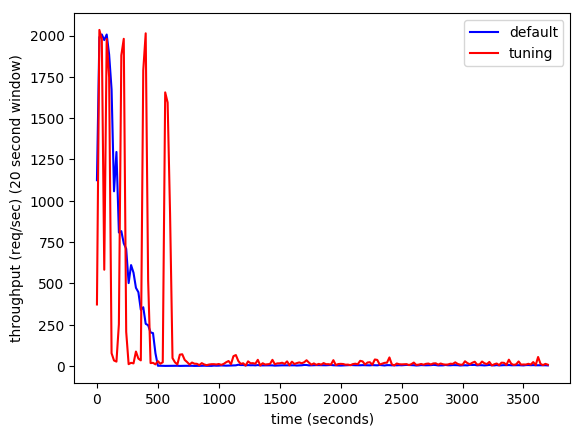 throughput (req/sec) (20 second window)
2000
1750
1500
1250
1000
750
500
250
0
default
tuning
0 500 1000 1500 2000 2500 3000 3500
time (seconds)